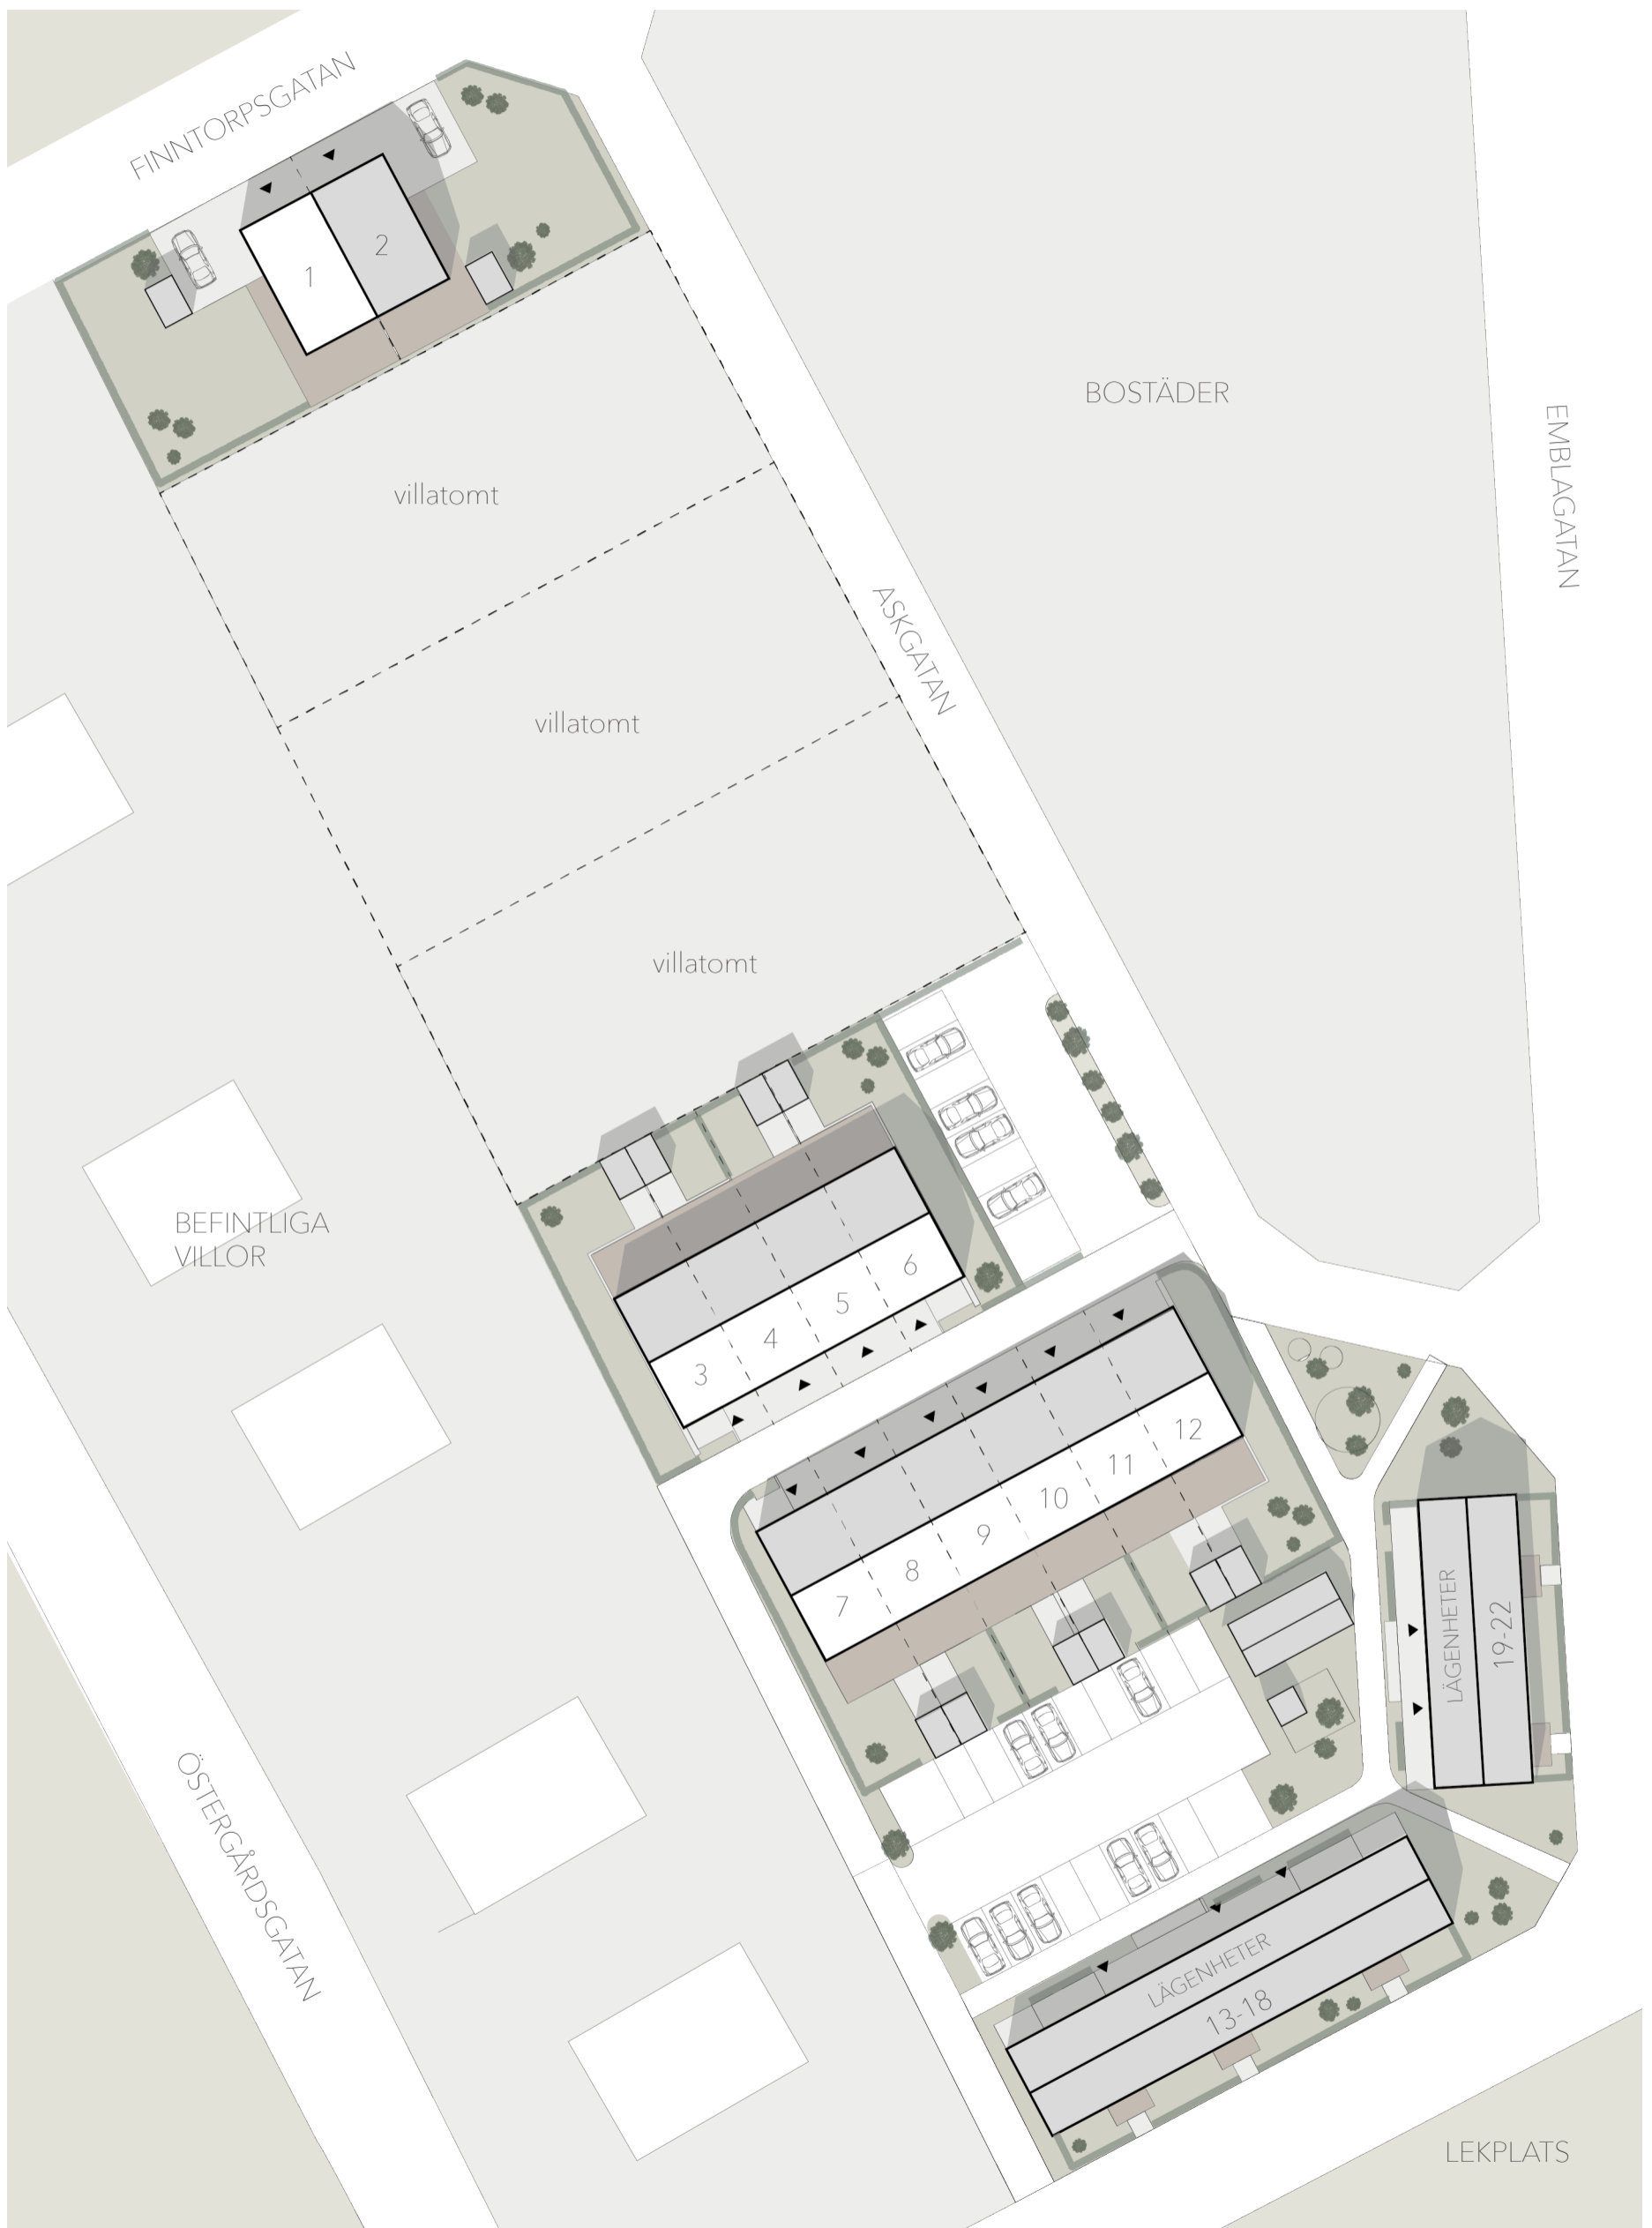 FINNTORPSGATAN
1
2
BOSTÄDER
EMBLAGATAN
villatomt
ASKGATAN
villatomt
villatomt
BEFINTLIGA
VILLOR
3
4
5
6
7
8
9
10
11
12
LÄGENHETER
19-22
ÖSTERGÅRDSGATAN
LÄGENHETER
13-18
LEKPLATS